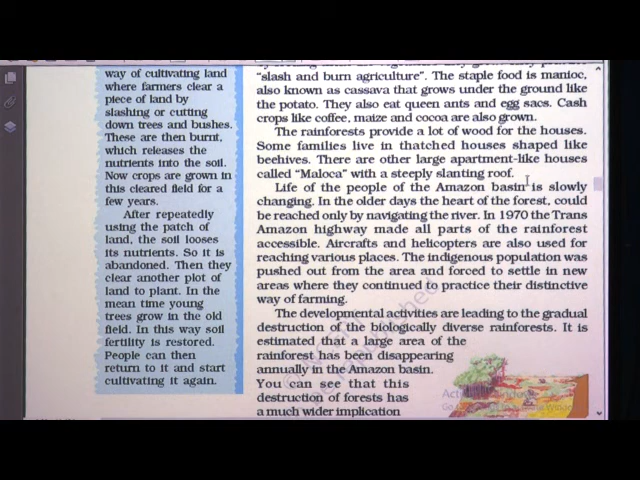 way of cultivating land
where farmers clear a
piece of land by
slashing or cutting
down trees and bushes.
These are then burnt,
which releases the
nutrients into the soil.
Now crops are grown in
this cleared field for a
few years.
After repeatedly
using the patch of
land, the soil looses
its nutrients. So it is
abandoned. Then they
clear another plot of
land to plant. In the
mean time young
trees grow in the old
field. In this way soil
fertility is restored.
People can then
return to it and start
cultivating it again.
"slash and burn agriculture". The staple food is manioc,
also known as cassava that grows under the ground like
the potato. They also eat queen ants and egg sacs. Cash
crops like coffee, maize and cocoa are also grown.
The rainforests provide a lot of wood for the houses.
Some families live in thatched houses shaped like
beehives. There are other large apartment-like houses
called "Maloca" with a steeply slanting roof.
Life of the people of the Amazon basin is slowly
changing. In the older days the heart of the forest, could
be reached only by navigating the river. In 1970 the Trans
Amazon highway made all parts of the rainforest
accessible. Aircrafts and helicopters are also used for
reaching various places. The indigenous population was
pushed out from the area and forced to settle in new
areas where they continued to practice their distinctive
way of farming.
The developmental activities are leading to the gradual
destruction of the biologically diverse rainforests. It is
estimated that a large area of the
rainforest has been disappearing
annually in the Amazon basin.
You can see that this
destruction of forests has
a much wider implication